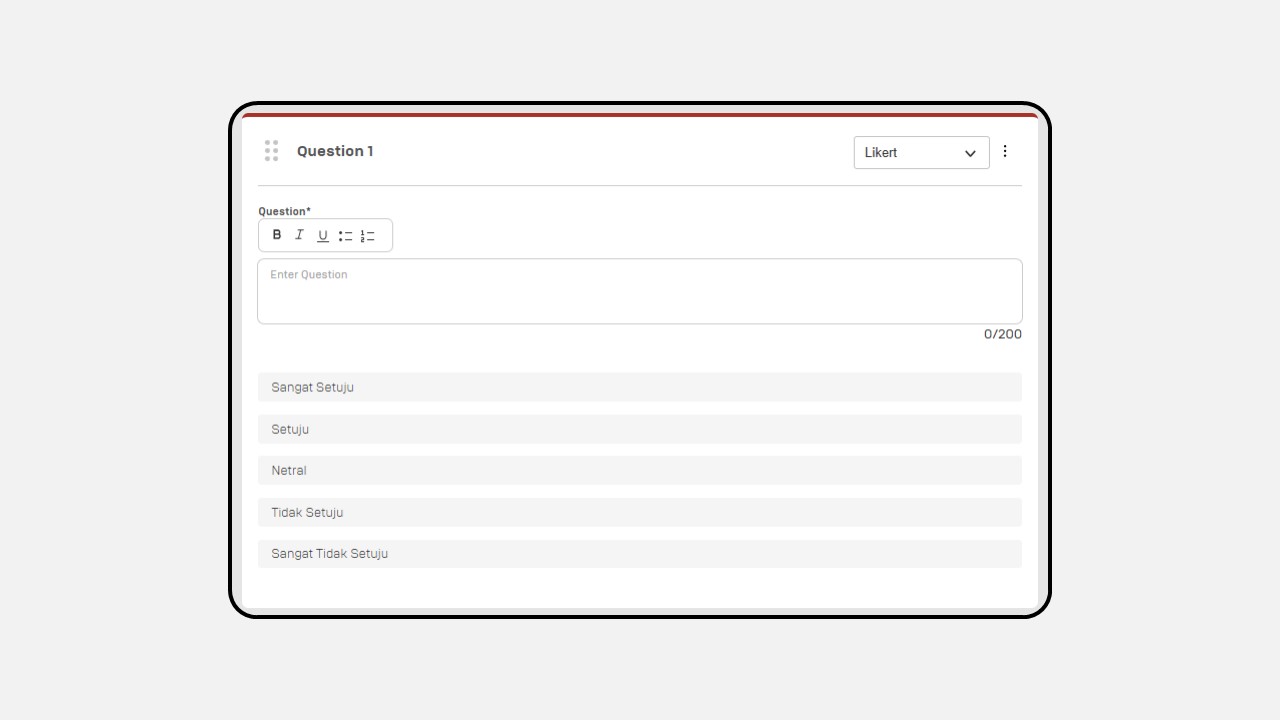 Question 1
Likert
Question*
B I U
Enter Question
0/200
Sangat Setuju
Setuju
Netral
Tidak Setuju
Sangat Tidak Setuju